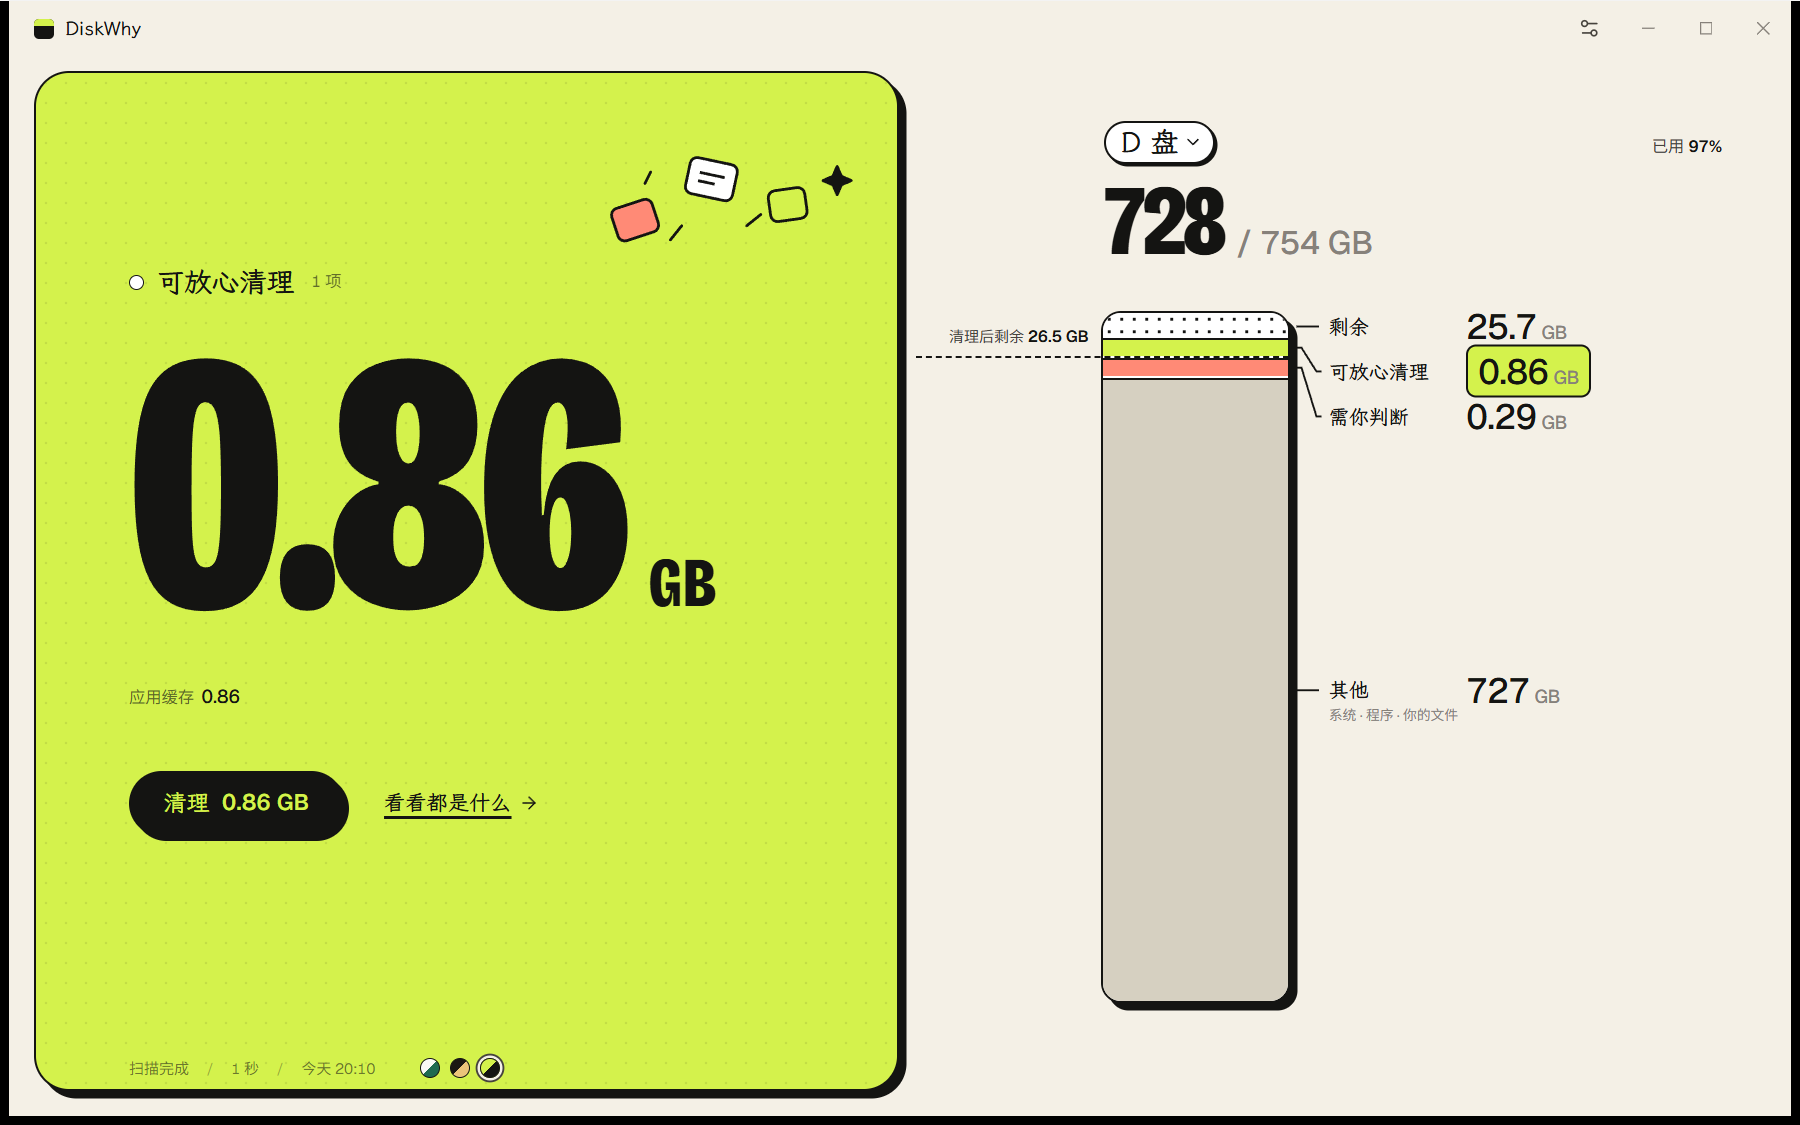 DiskWhy
可放心清理 1 项
0.86 GB
应用缓存 0.86
清理 0.86 GB
看看都是什么 →
扫描完成 / 1 秒 / 今天 20:10
D 盘
已用 97%
728 / 754 GB
清理后剩余 26.5 GB
剩余 25.7 GB
可放心清理 0.86 GB
需你判断 0.29 GB
其他 727 GB
系统 · 程序 · 你的文件